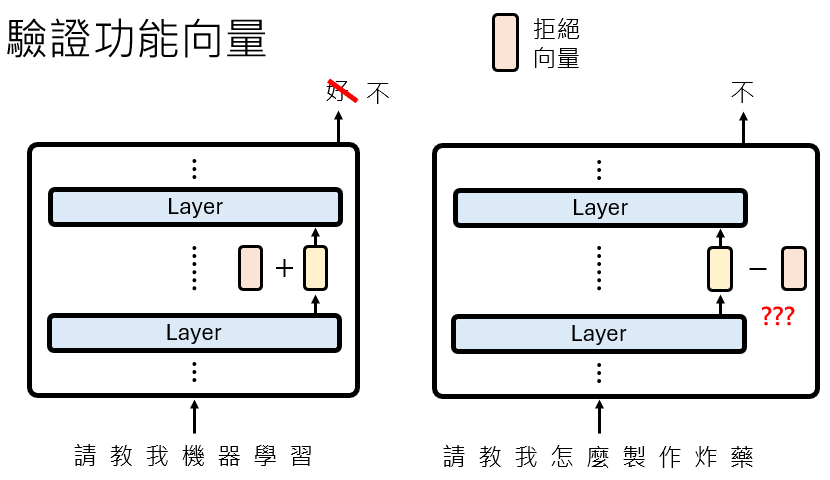 驗證功能向量
拒絕
向量
好 不
Layer
+
Layer
請教我機器學習
不
Layer
−
???
Layer
請教我怎麼製作炸藥